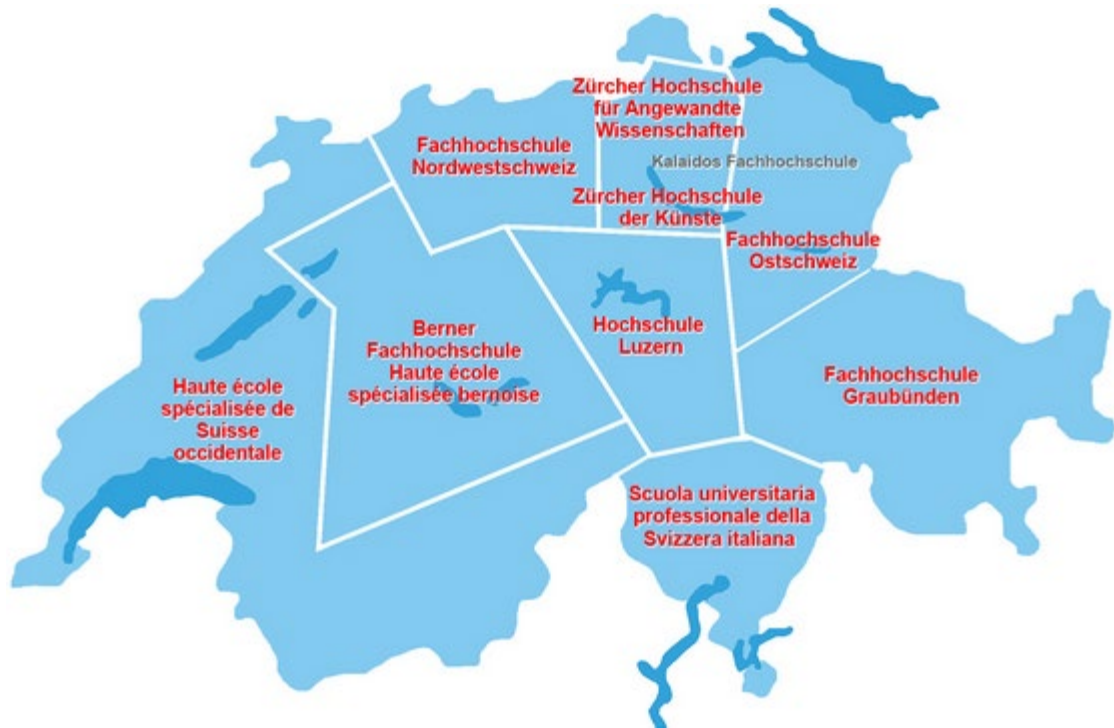 Zürcher Hochschule
für Angewandte
Wissenschaften
Fachhochschule
Nordwestschweiz
Kalaidos Fachhochschule
Zürcher Hochschule
der Künste
Fachhochschule
Ostschweiz
Berner
Fachhochschule
Haute école
spécialisée bernoise
Hochschule
Luzern
Haute école
spécialisée de
Suisse
occidentale
Fachhochschule
Graubünden
Scuola universitaria
professionale della
Svizzera italiana